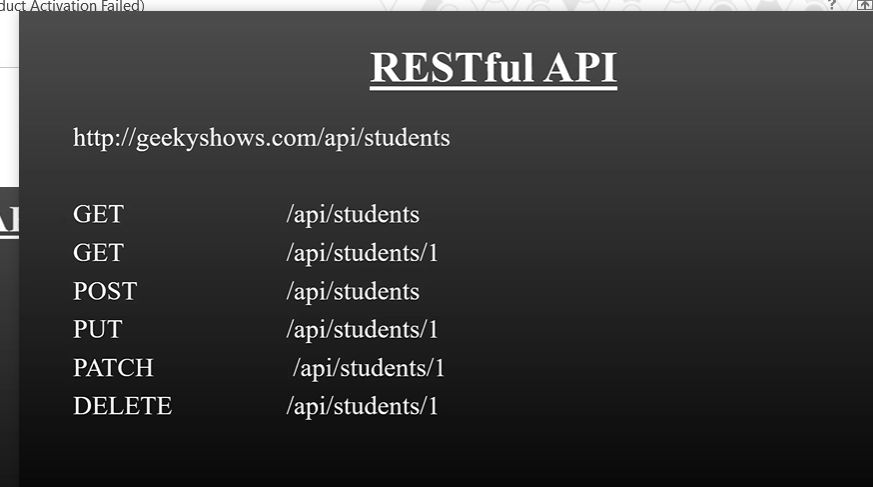 duct Activation Failed)
?
RESTful API
http://geekyshows.com/api/students
GET /api/students
GET /api/students/1
POST /api/students
PUT /api/students/1
PATCH /api/students/1
DELETE /api/students/1